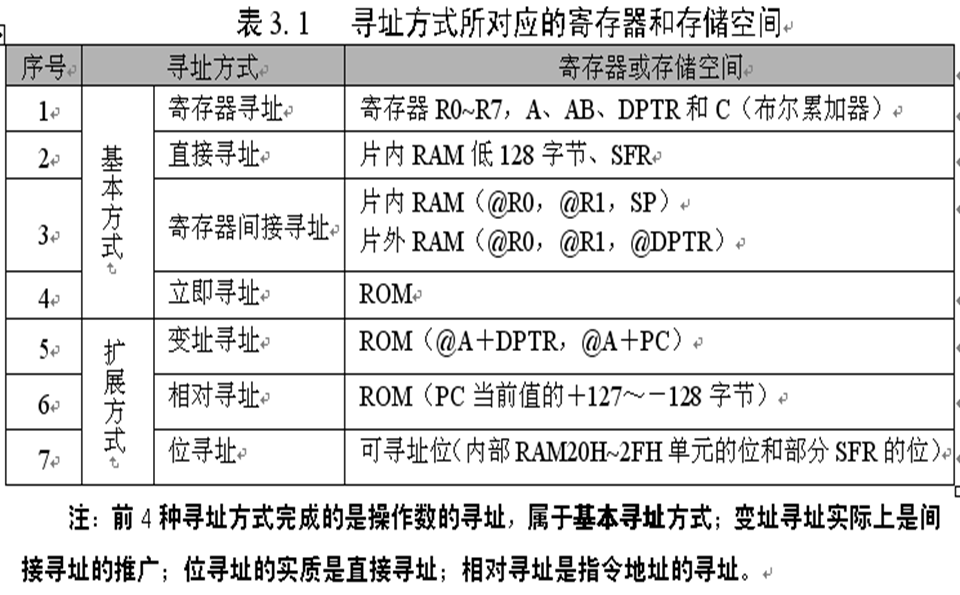 表 3.1 寻址方式所对应的寄存器和存储空间
序号 寻址方式 寄存器或存储空间
基本方式
1 寄存器寻址 寄存器 R0~R7，A、AB、DPTR 和 C（布尔累加器）
2 直接寻址 片内 RAM 低 128 字节、SFR
3 寄存器间接寻址 片内 RAM（@R0，@R1，SP）
片外 RAM（@R0，@R1，@DPTR）
4 立即寻址 ROM
扩展方式
5 变址寻址 ROM（@A＋DPTR，@A＋PC）
6 相对寻址 ROM（PC 当前值的＋127～－128 字节）
7 位寻址 可寻址位（内部 RAM20H~2FH 单元的位和部分 SFR 的位）
注：前 4 种寻址方式完成的是操作数的寻址，属于基本寻址方式；变址寻址实际上是间
接寻址的推广；位寻址的实质是直接寻址；相对寻址是指令地址的寻址。